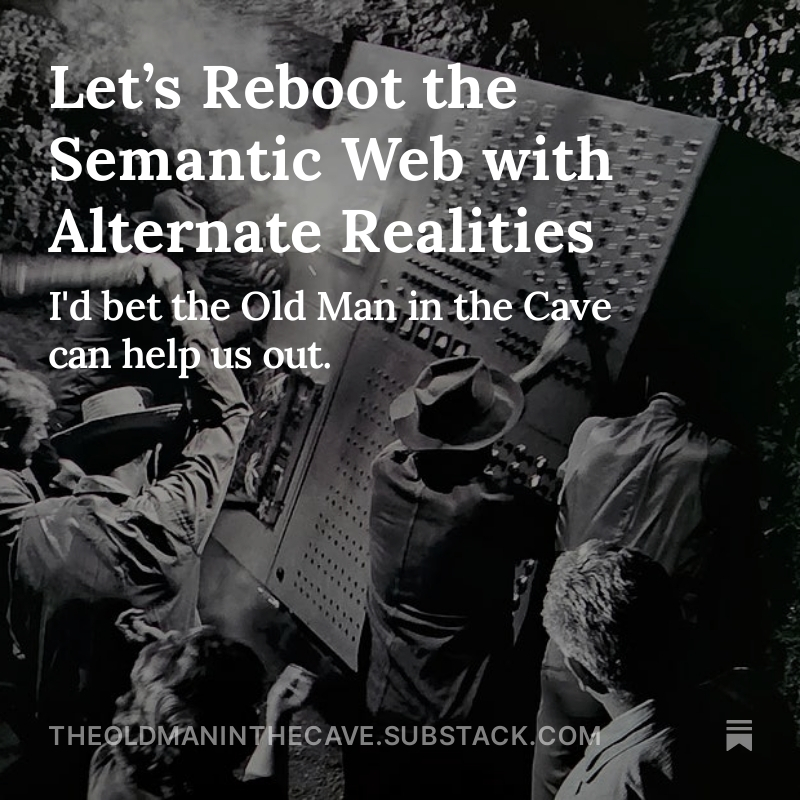 Let’s Reboot the
Semantic Web with
Alternate Realities
I'd bet the Old Man in the Cave
can help us out.
THEOLDMANINTHECAVE.SUBSTACK.COM